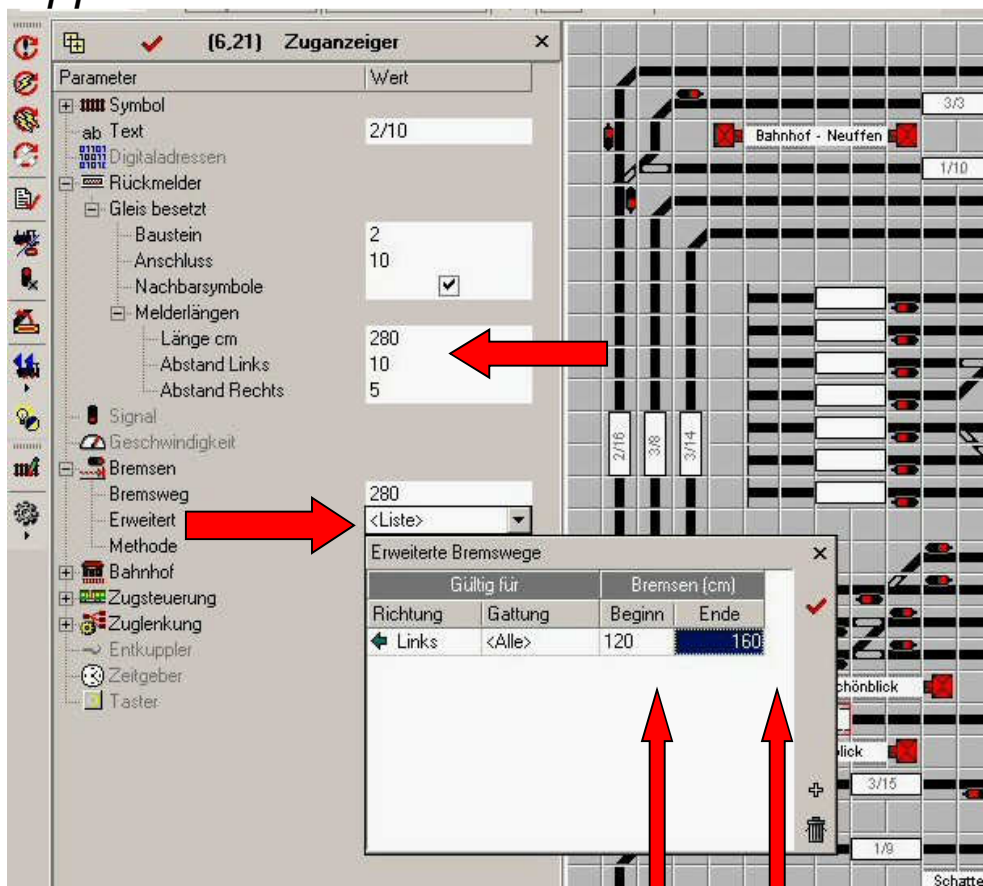 (6,21) Zuganzeiger
Parameter Wert
Symbol
ab Text 2/10
Digitaladressen
Rückmelder
Gleis besetzt
Baustein 2
Anschluss 10
Nachbarsymbole
Melderlängen
Länge cm 280
Abstand Links 10
Abstand Rechts 5
Signal
Geschwindigkeit
Bremsen
Bremsweg 280
Erweitert <Liste>
Methode
Bahnhof
Zugsteuerung
Zuglenkung
Entkuppler
Zeitgeber
Taster
Erweiterte Bremswege
Gültig für Bremsen (cm)
Richtung Gattung Beginn Ende
Links <Alle> 120 160
3/3
Bahnhof - Neuffen
1/10
2/16
3/8
3/14
chönblick
lick
3/15
1/9
Schatte